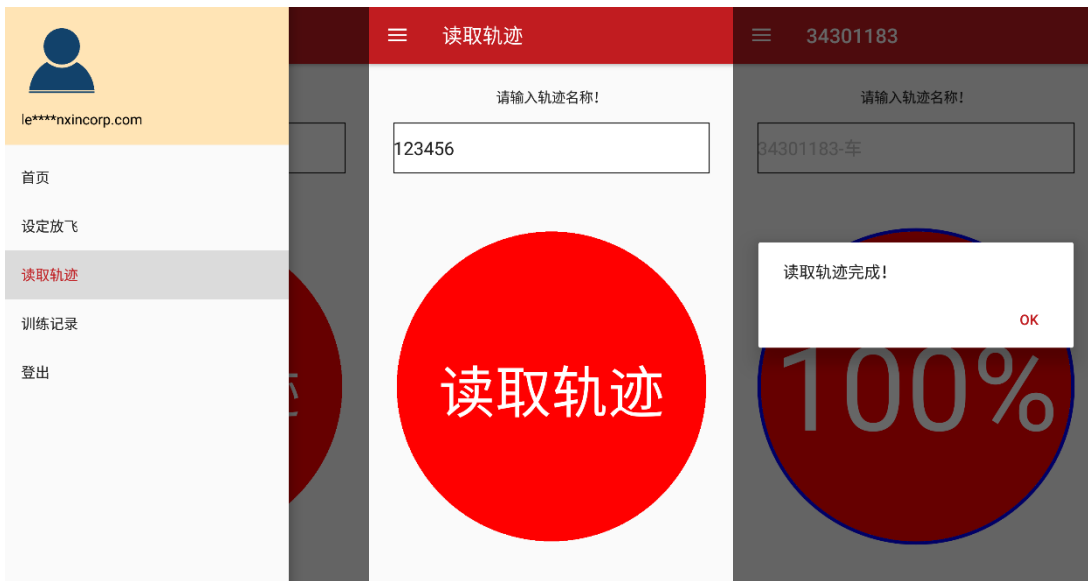 le****nxincorp.com
首页
设定放飞
读取轨迹
训练记录
登出
读取轨迹
请输入轨迹名称!
123456
读取轨迹
34301183
请输入轨迹名称!
34301183-车
读取轨迹完成!
OK
100%